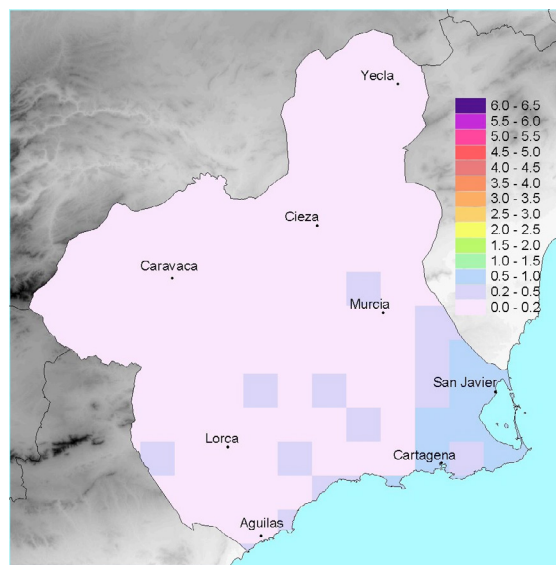 Yecla
6.0 - 6.5
5.5 - 6.0
5.0 - 5.5
4.5 - 5.0
4.0 - 4.5
3.5 - 4.0
3.0 - 3.5
2.5 - 3.0
2.0 - 2.5
1.5 - 2.0
1.0 - 1.5
0.5 - 1.0
0.2 - 0.5
0.0 - 0.2
Cieza
Caravaca
Murcia
San Javier
Lorca
Cartagena
Aguilas